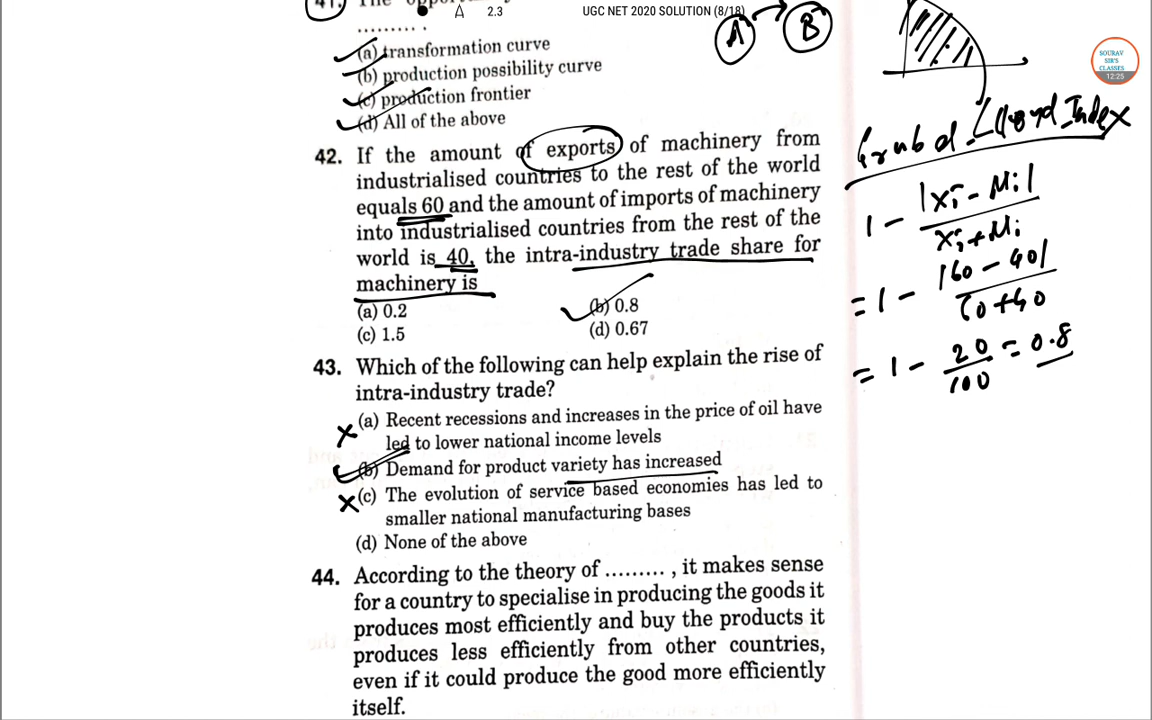 41. The
A 2.3 UGC NET 2020 SOLUTION (8/18)
..........
A → B
(a) transformation curve
(b) production possibility curve
(c) production frontier
(d) All of the above
SOURAV
SIR'S
CLASSES
12:25
42. If the amount of exports of machinery from
industrialised countries to the rest of the world
equals 60 and the amount of imports of machinery
into industrialised countries from the rest of the
world is 40, the intra-industry trade share for
machinery is
(a) 0.2 (b) 0.8
(c) 1.5 (d) 0.67
Grubel-Lloyd Index
1 - |Xi - Mi|
Xi + Mi
= 1 - |60 - 40|
60 + 40
= 1 - 20 = 0.8
100
43. Which of the following can help explain the rise of
intra-industry trade?
(a) Recent recessions and increases in the price of oil have
led to lower national income levels
(b) Demand for product variety has increased
(c) The evolution of service based economies has led to
smaller national manufacturing bases
(d) None of the above
44. According to the theory of ........., it makes sense
for a country to specialise in producing the goods it
produces most efficiently and buy the products it
produces less efficiently from other countries,
even if it could produce the good more efficiently
itself.